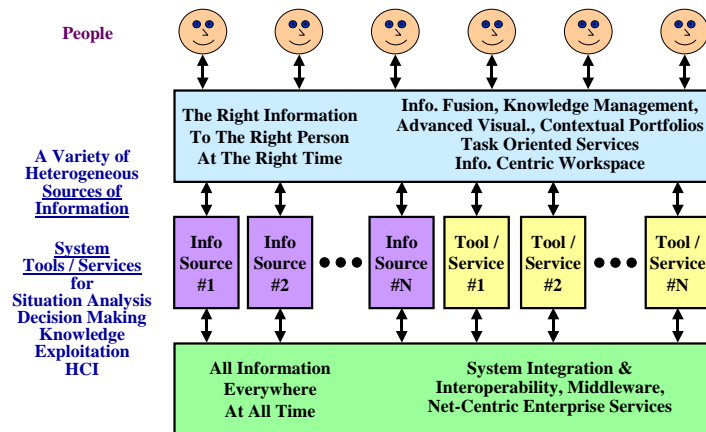 People
The Right Information
To The Right Person
At The Right Time
Info. Fusion, Knowledge Management,
Advanced Visual., Contextual Portfolios
Task Oriented Services
Info. Centric Workspace
A Variety of
Heterogeneous
Sources of
Information
System
Tools / Services
for
Situation Analysis
Decision Making
Knowledge
Exploitation
HCI
Info
Source
#1
Info
Source
#2
Info
Source
#N
Tool /
Service
#1
Tool /
Service
#2
Tool /
Service
#N
All Information
Everywhere
At All Time
System Integration &
Interoperability, Middleware,
Net-Centric Enterprise Services